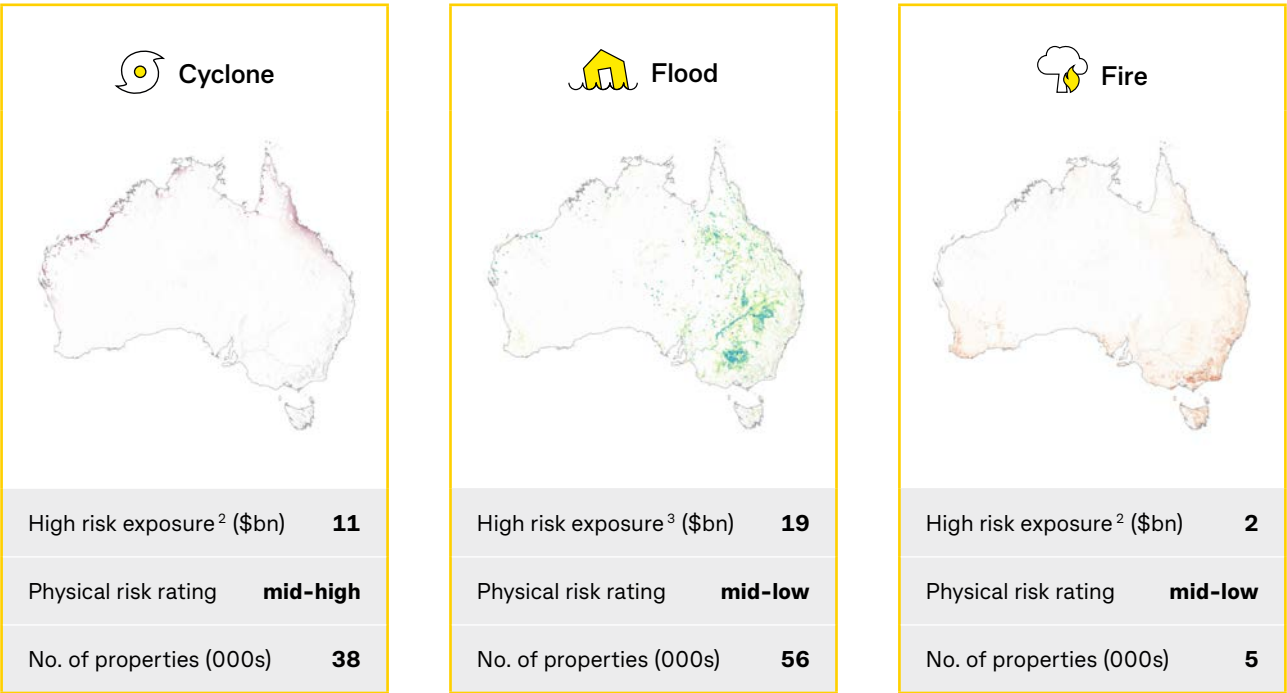 Cyclone
High risk exposure 2 ($bn) 11
Physical risk rating mid-high
No. of properties (000s) 38
Flood
High risk exposure 3 ($bn) 19
Physical risk rating mid-low
No. of properties (000s) 56
Fire
High risk exposure 2 ($bn) 2
Physical risk rating mid-low
No. of properties (000s) 5